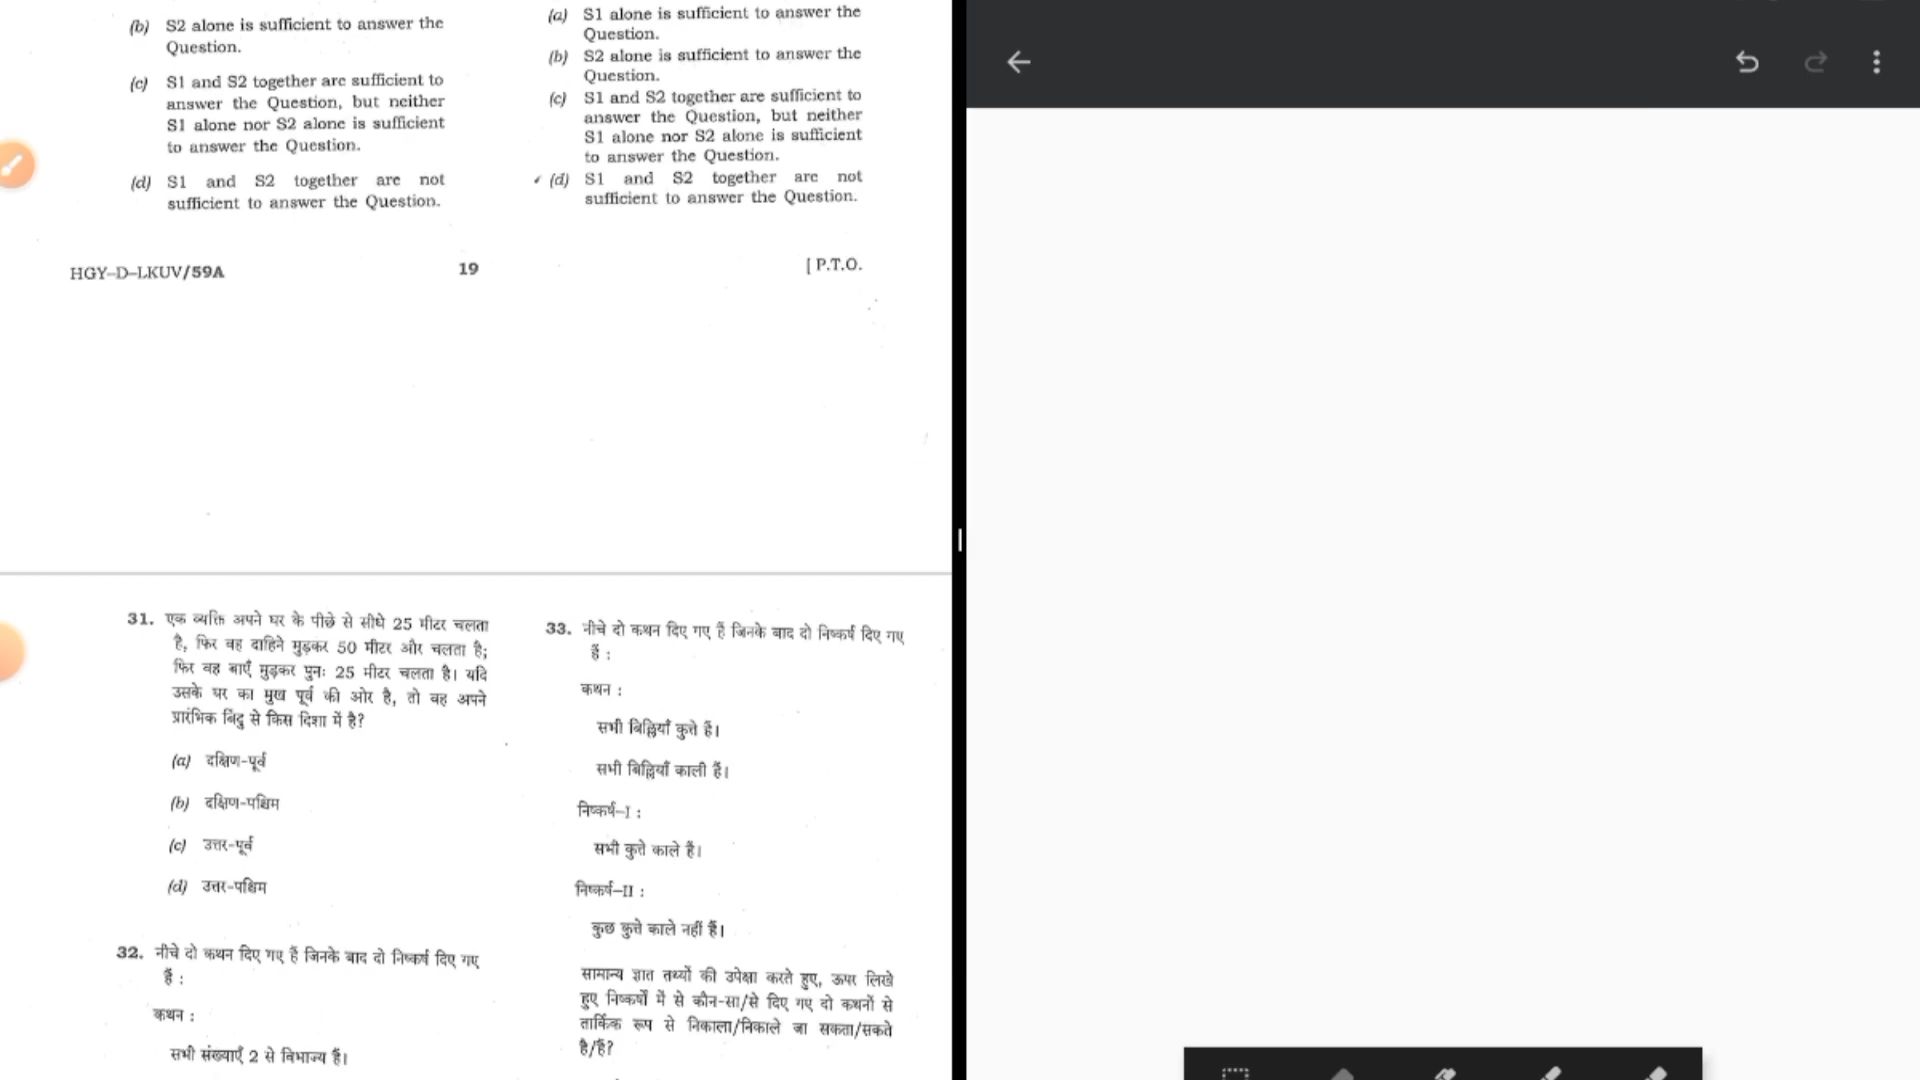 (b) S2 alone is sufficient to answer the
Question.
(c) S1 and S2 together are sufficient to
answer the Question, but neither
S1 alone nor S2 alone is sufficient
to answer the Question.
(d) S1 and S2 together are not
sufficient to answer the Question.
(a) S1 alone is sufficient to answer the
Question.
(b) S2 alone is sufficient to answer the
Question.
(c) S1 and S2 together are sufficient to
answer the Question, but neither
S1 alone nor S2 alone is sufficient
to answer the Question.
(d) S1 and S2 together are not
sufficient to answer the Question.
HGY-D-LKUV/59A 19 [ P.T.O.
31. एक व्यक्ति अपने घर के पीछे से सीधे 25 मीटर चलता
है, फिर वह दाहिने मुड़कर 50 मीटर और चलता है;
फिर वह बाएँ मुड़कर पुनः 25 मीटर चलता है। यदि
उसके घर का मुख पूर्व की ओर है, तो वह अपने
प्रारंभिक बिंदु से किस दिशा में है?
(a) दक्षिण-पूर्व
(b) दक्षिण-पश्चिम
(c) उत्तर-पूर्व
(d) उत्तर-पश्चिम
32. नीचे दो कथन दिए गए हैं जिनके बाद दो निष्कर्ष दिए गए
हैं :
कथन :
सभी संख्याएँ 2 से विभाज्य हैं।
33. नीचे दो कथन दिए गए हैं जिनके बाद दो निष्कर्ष दिए गए
हैं :
कथन :
सभी बिल्लियाँ कुत्ते हैं।
सभी बिल्लियाँ काली हैं।
निष्कर्ष-I :
सभी कुत्ते काले हैं।
निष्कर्ष-II :
कुछ कुत्ते काले नहीं हैं।
सामान्य ज्ञात तथ्यों की उपेक्षा करते हुए, ऊपर लिखे
हुए निष्कर्षों में से कौन-सा/से दिए गए दो कथनों से
तार्किक रूप से निकाला/निकाले जा सकता/सकते
है/हैं?